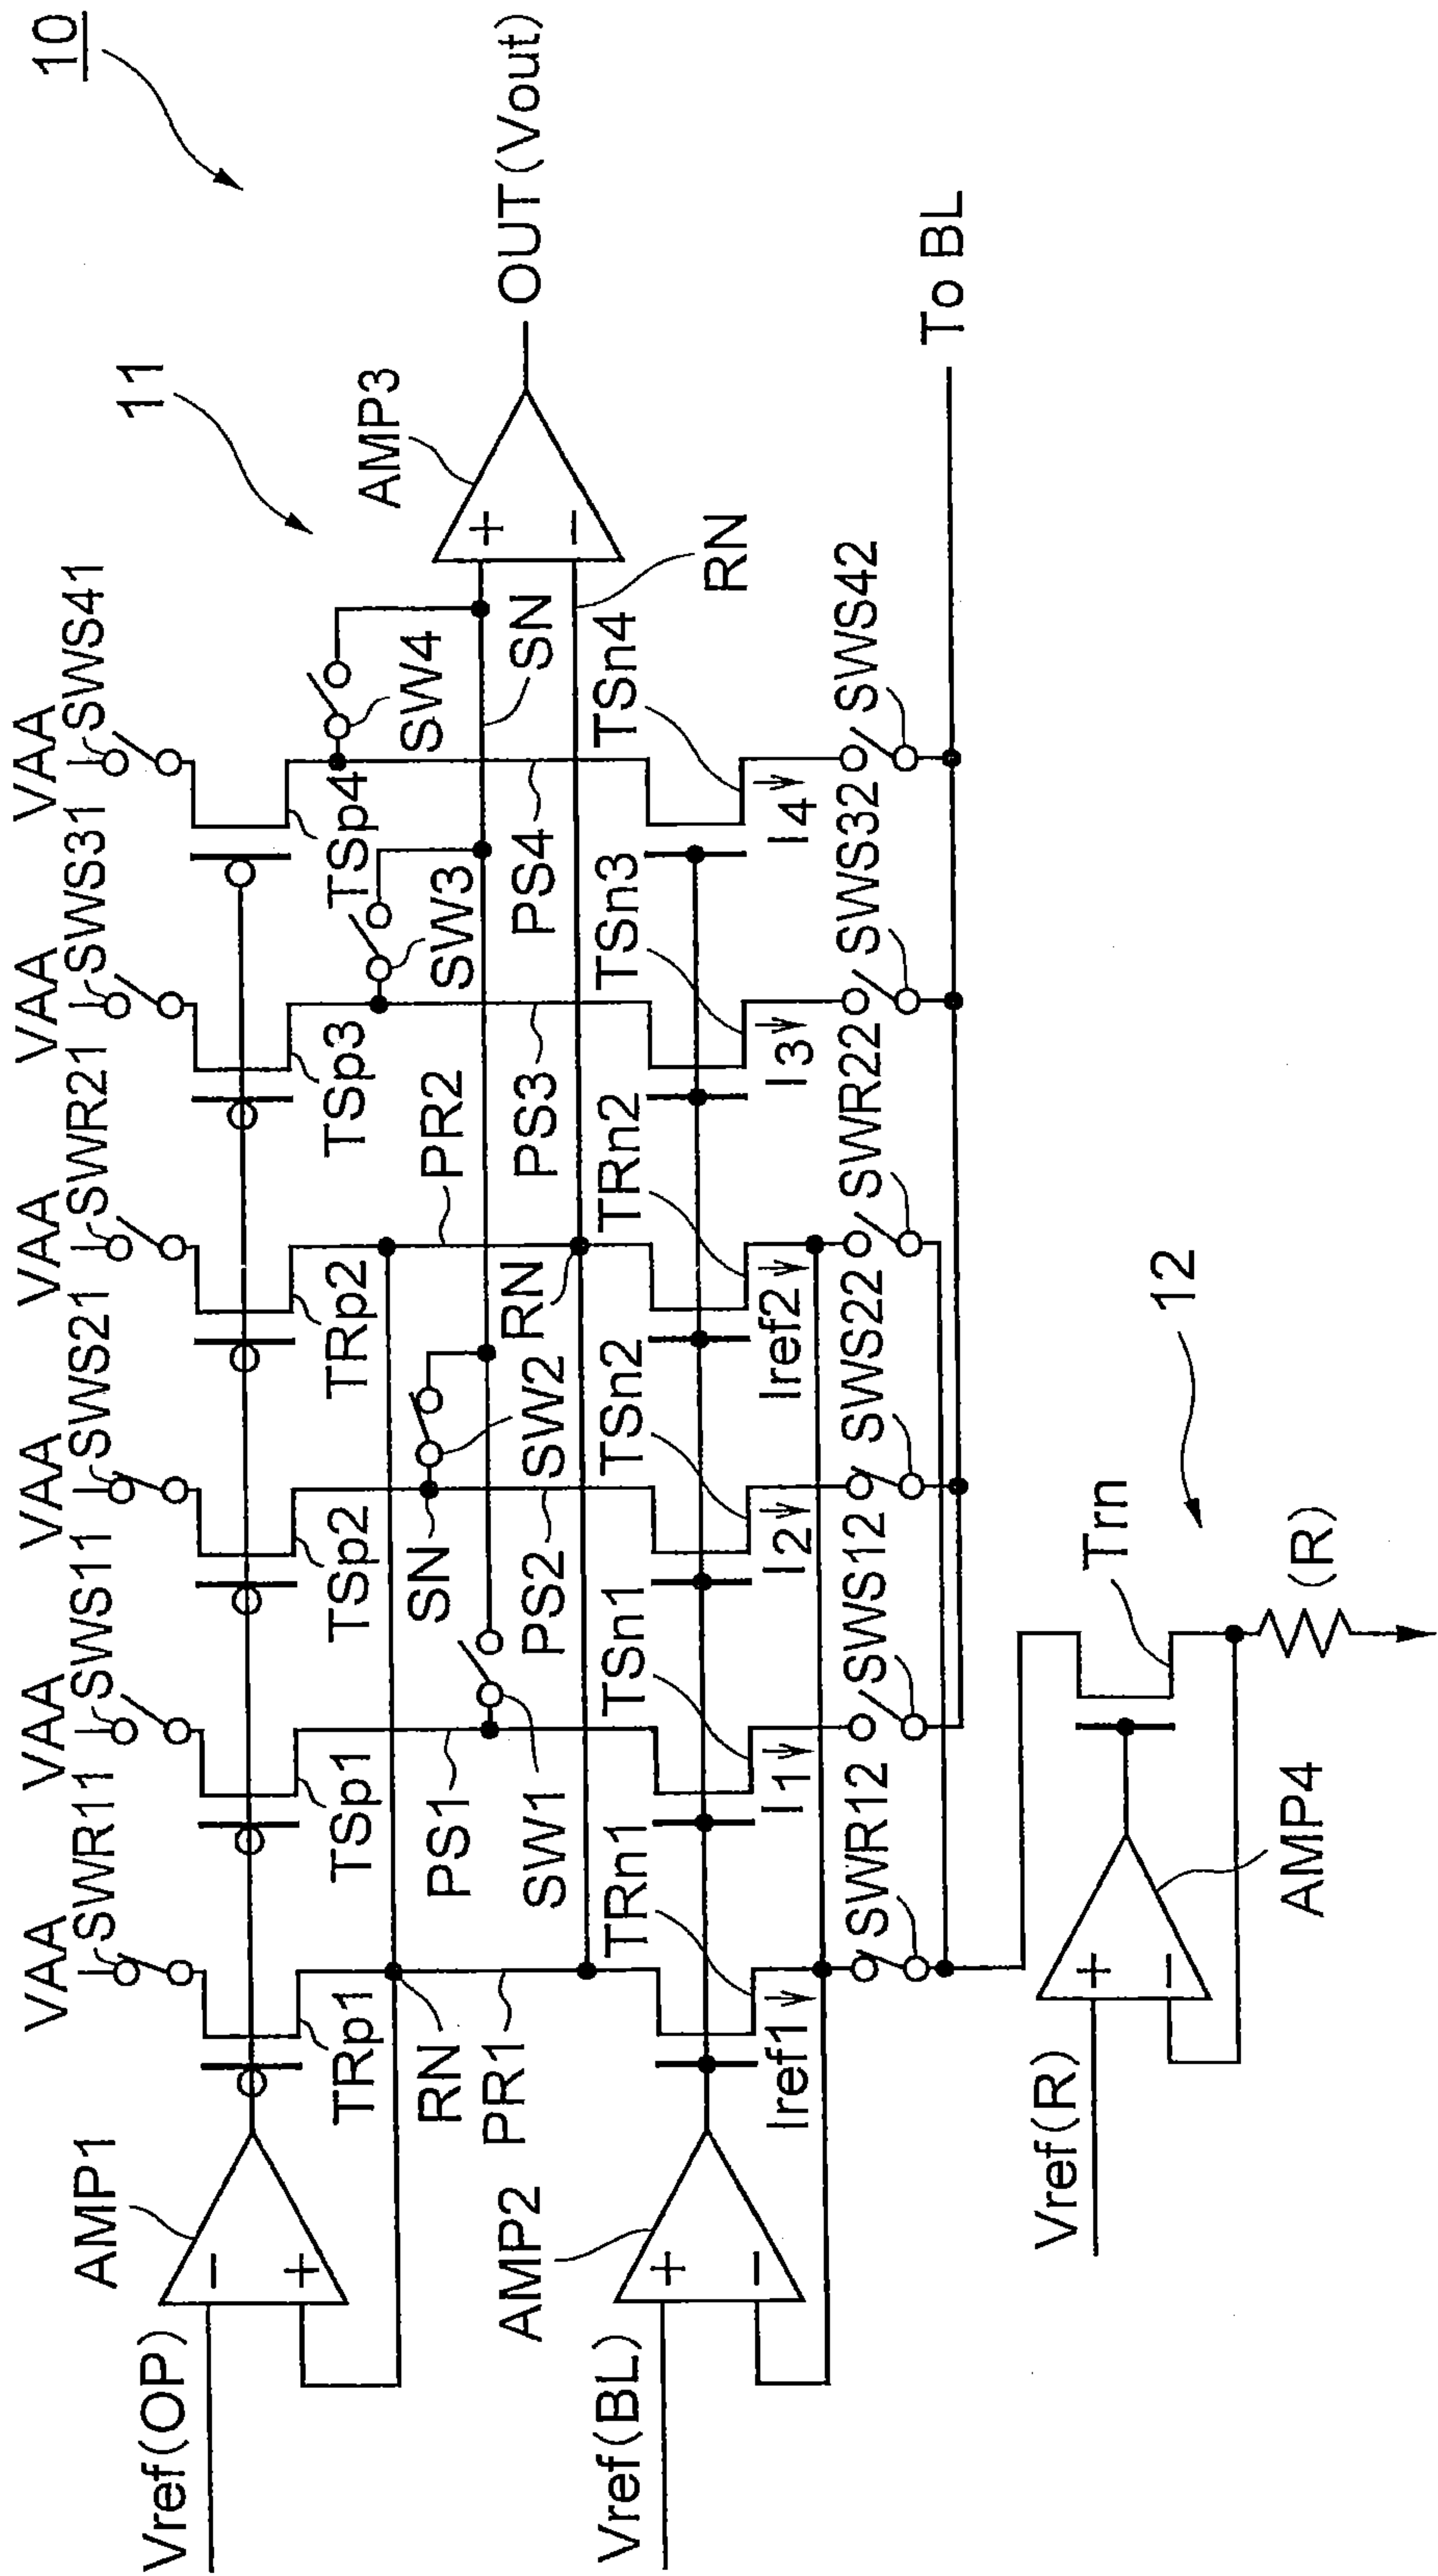 10
11
VAA
VAA
VAA
VAA
VAA
VAA
SWR11
SWS11
SWS21
SWR21
SWS31
SWS41
AMP1
Vref(OP)
−
+
TRp1
TSp1
TSp2
TRp2
TSp3
TSp4
RN
PR1
PS1
SW1
SN
PS2
SW2
RN
PR2
PS3
SW3
PS4
SW4
SN
RN
AMP3
+
−
OUT(Vout)
AMP2
Vref(BL)
+
−
TRn1
TSn1
TSn2
TRn2
TSn3
TSn4
Iref1
I1
I2
Iref2
I3
I4
SWR12
SWS12
SWS22
SWR22
SWS32
SWS42
To BL
Vref(R)
+
−
AMP4
Trn
(R)
12